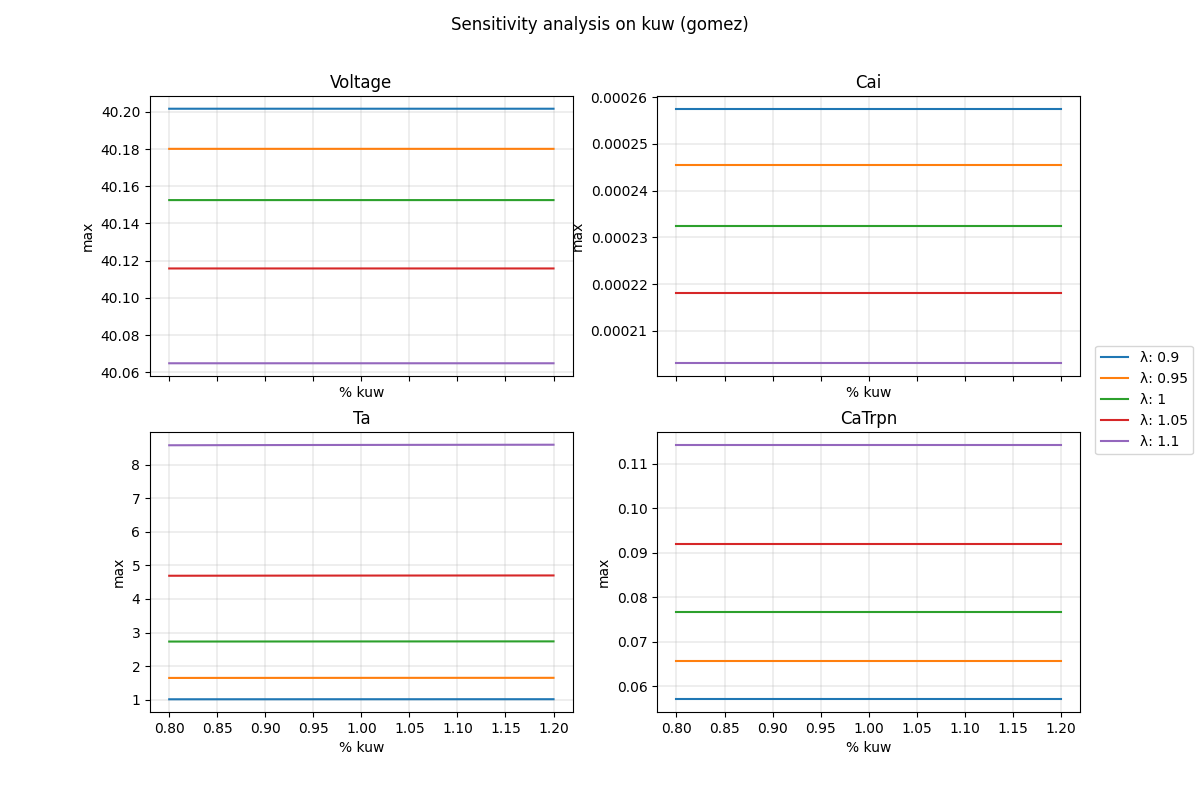 Sensitivity analysis on kuw (gomez)
Voltage
40.20
40.18
40.16
40.14
40.12
40.10
40.08
40.06
max
% kuw
Cai
0.00026
0.00025
0.00024
0.00023
0.00022
0.00021
max
% kuw
Ta
8
7
6
5
4
3
2
1
max
0.80 0.85 0.90 0.95 1.00 1.05 1.10 1.15 1.20
% kuw
CaTrpn
0.11
0.10
0.09
0.08
0.07
0.06
max
0.80 0.85 0.90 0.95 1.00 1.05 1.10 1.15 1.20
% kuw
λ: 0.9
λ: 0.95
λ: 1
λ: 1.05
λ: 1.1